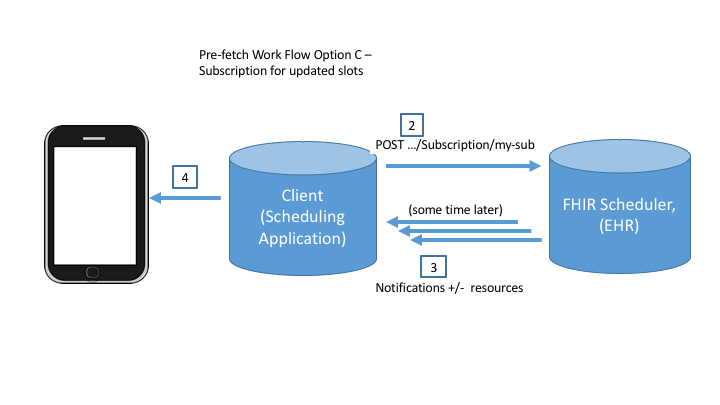 Pre-fetch Work Flow Option C –
Subscription for updated slots
2
POST .../Subscription/my-sub
4
Client
(Scheduling
Application)
(some time later)
FHIR Scheduler,
(EHR)
3
Notifications +/- resources